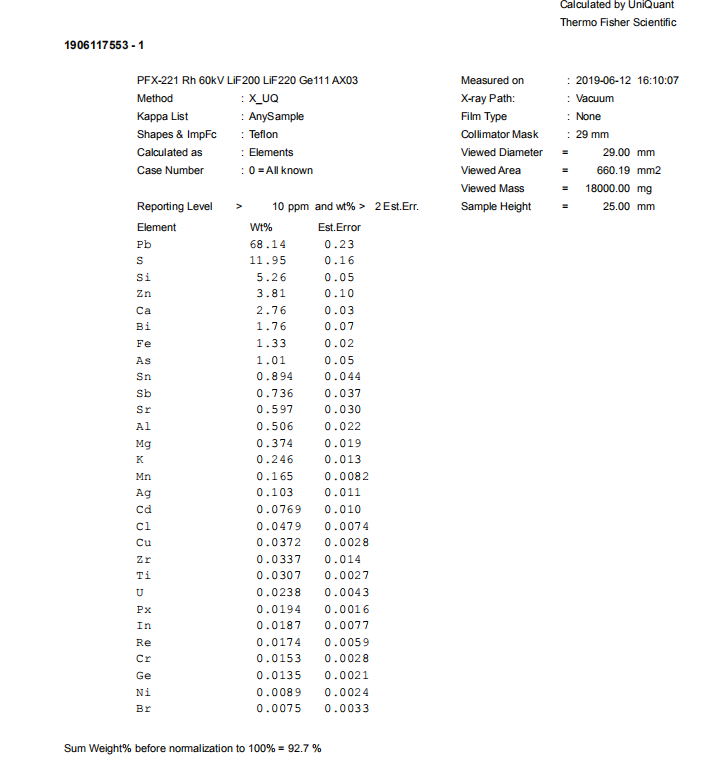 Calculated by UniQuant
Thermo Fisher Scientific
1906117553 - 1
PFX-221 Rh 60kV LiF200 LiF220 Ge111 AX03 Measured on : 2019-06-12 16:10:07
Method : X_UQ X-ray Path: : Vacuum
Kappa List : AnySample Film Type : None
Shapes & ImpFc : Teflon Collimator Mask : 29 mm
Calculated as : Elements Viewed Diameter = 29.00 mm
Case Number : 0 = All known Viewed Area = 660.19 mm2
Viewed Mass = 18000.00 mg
Reporting Level > 10 ppm and wt% > 2 Est.Err. Sample Height = 25.00 mm
Element Wt% Est.Error
Pb 68.14 0.23
S 11.95 0.16
Si 5.26 0.05
Zn 3.81 0.10
Ca 2.76 0.03
Bi 1.76 0.07
Fe 1.33 0.02
As 1.01 0.05
Sn 0.894 0.044
Sb 0.736 0.037
Sr 0.597 0.030
Al 0.506 0.022
Mg 0.374 0.019
K 0.246 0.013
Mn 0.165 0.0082
Ag 0.103 0.011
Cd 0.0769 0.010
Cl 0.0479 0.0074
Cu 0.0372 0.0028
Zr 0.0337 0.014
Ti 0.0307 0.0027
U 0.0238 0.0043
Px 0.0194 0.0016
In 0.0187 0.0077
Re 0.0174 0.0059
Cr 0.0153 0.0028
Ge 0.0135 0.0021
Ni 0.0089 0.0024
Br 0.0075 0.0033
Sum Weight% before normalization to 100% = 92.7 %